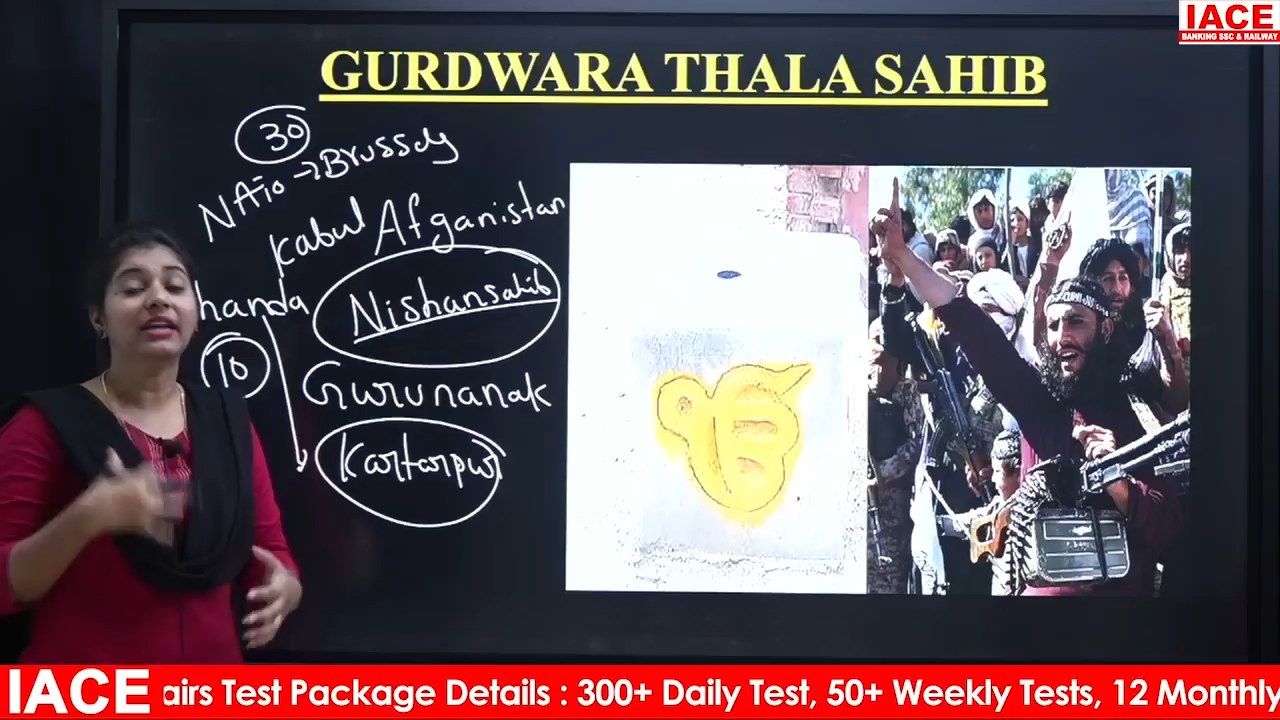 IACE
BANKING SSC & RAILWAY
GURDWARA THALA SAHIB
30
NATO → Brussels
Kabul Afganistan
handa Nishansahib
10 Gurunanak
Kartarpur
ੴ
IACE airs Test Package Details : 300+ Daily Test, 50+ Weekly Tests, 12 Monthly